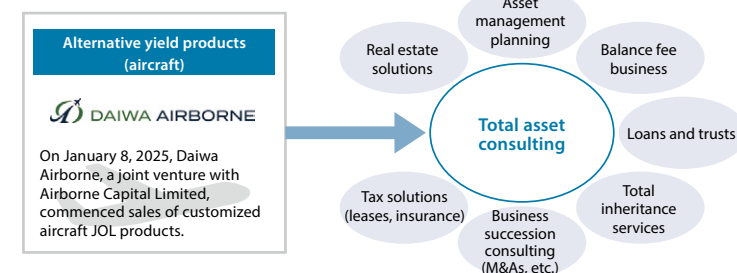 Alternative yield products
(aircraft)
DAIWA AIRBORNE
On January 8, 2025, Daiwa
Airborne, a joint venture with
Airborne Capital Limited,
commenced sales of customized
aircraft JOL products.
Asset
management
planning
Real estate
solutions
Balance fee
business
Total asset
consulting
Loans and trusts
Tax solutions
(leases, insurance)
Total
inheritance
services
Business
succession
consulting
(M&As, etc.)